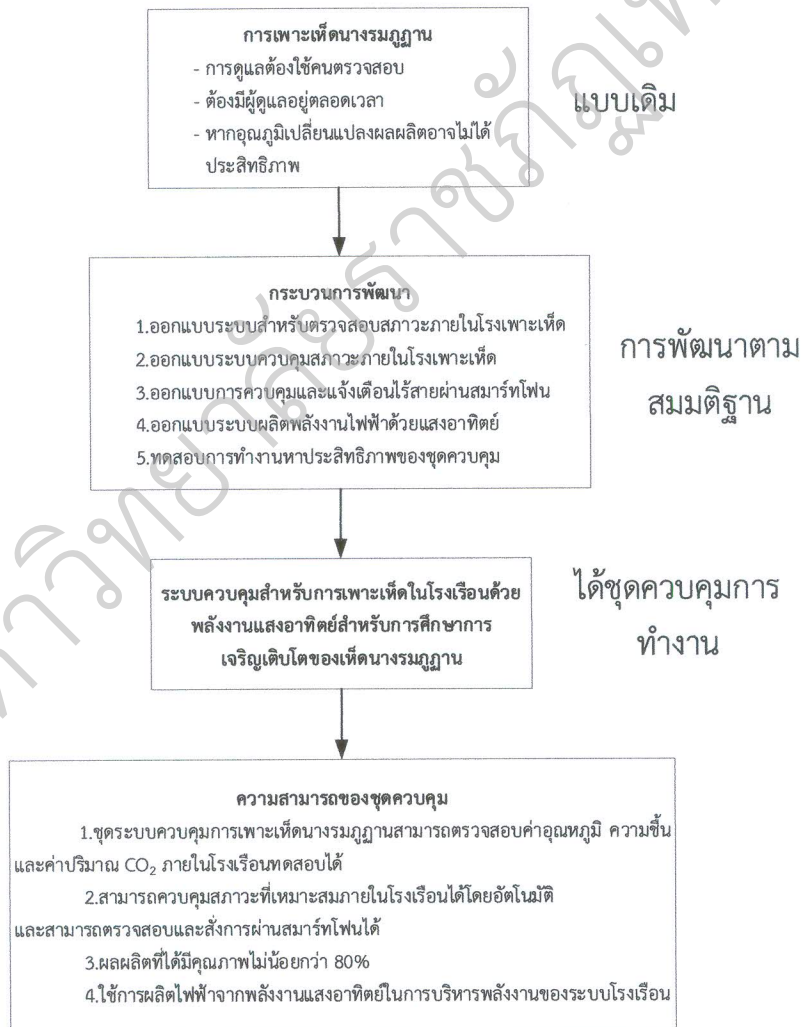 การเพาะเห็ดนางรมภูฏาน
- การดูแลต้องใช้คนตรวจสอบ
- ต้องมีผู้ดูแลอยู่ตลอดเวลา
- หากอุณภูมิเปลี่ยนแปลงผลผลิตอาจไม่ได้
ประสิทธิภาพ
แบบเดิม
กระบวนการพัฒนา
1.ออกแบบระบบสำหรับตรวจสอบสภาวะภายในโรงเพาะเห็ด
2.ออกแบบระบบควบคุมสภาวะภายในโรงเพาะเห็ด
3.ออกแบบการควบคุมและแจ้งเตือนไร้สายผ่านสมาร์ทโฟน
4.ออกแบบระบบผลิตพลังงานไฟฟ้าด้วยแสงอาทิตย์
5.ทดสอบการทำงานหาประสิทธิภาพของชุดควบคุม
การพัฒนาตาม
สมมติฐาน
ระบบควบคุมสำหรับการเพาะเห็ดในโรงเรือนด้วย
พลังงานแสงอาทิตย์สำหรับการศึกษาการ
เจริญเติบโตของเห็ดนางรมภูฏาน
ได้ชุดควบคุมการ
ทำงาน
ความสามารถของชุดควบคุม
1.ชุดระบบควบคุมการเพาะเห็ดนางรมภูฏานสามารถตรวจสอบค่าอุณหภูมิ ความชื้น
และค่าปริมาณ CO₂ ภายในโรงเรือนทดสอบได้
2.สามารถควบคุมสภาวะที่เหมาะสมภายในโรงเรือนได้โดยอัตโนมัติ
และสามารถตรวจสอบและสั่งการผ่านสมาร์ทโฟนได้
3.ผลผลิตที่ได้มีคุณภาพไม่น้อยกว่า 80%
4.ใช้การผลิตไฟฟ้าจากพลังงานแสงอาทิตย์ในการบริหารพลังงานของระบบโรงเรือน